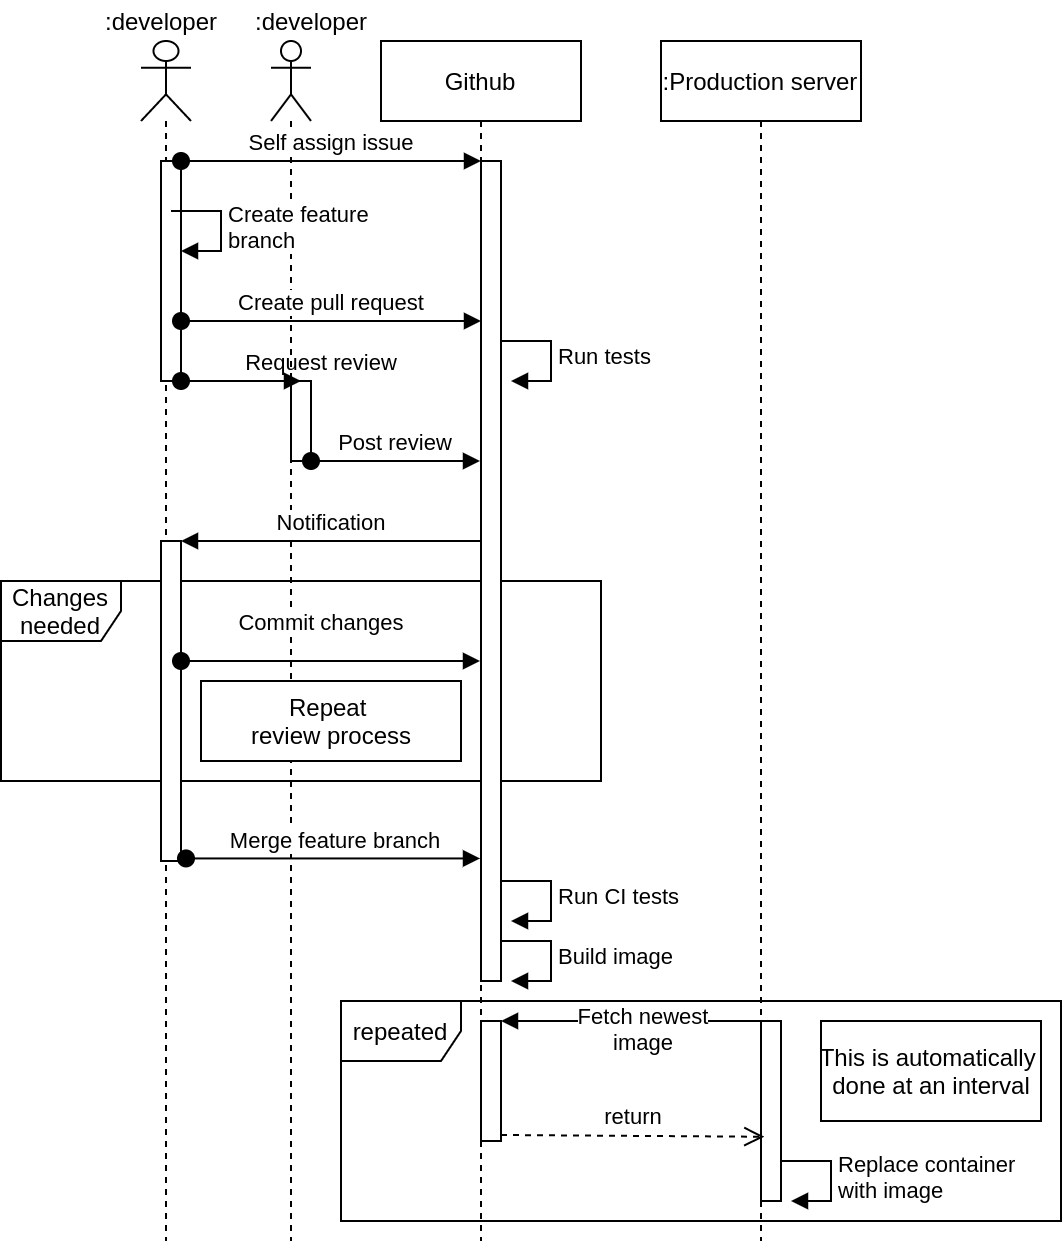 :developer
:developer
Github
:Production server
Self assign issue
Create feature
branch
Create pull request
Run tests
Request review
Post review
Notification
Changes
needed
Commit changes
Repeat
review process
Merge feature branch
Run CI tests
Build image
repeated
Fetch newest
image
This is automatically
done at an interval
return
Replace container
with image